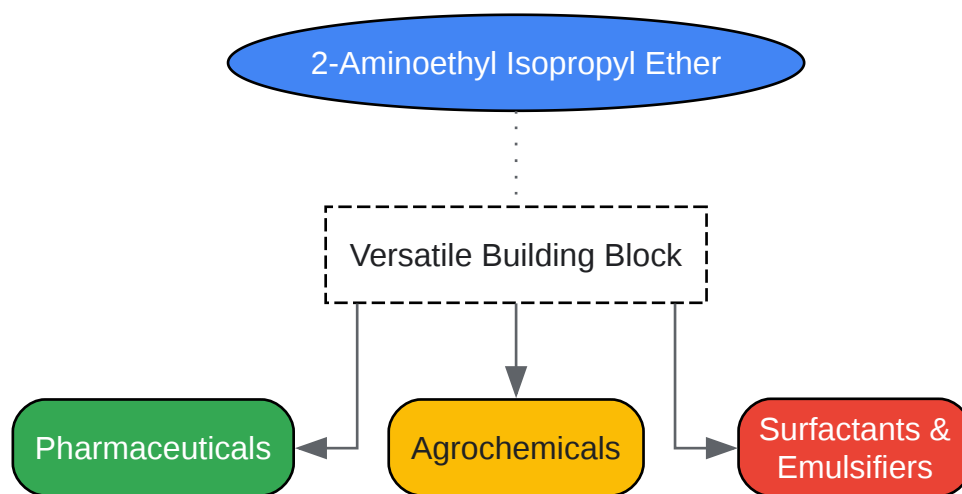 2-Aminoethyl Isopropyl Ether
Versatile Building Block
Pharmaceuticals
Agrochemicals
Surfactants &
Emulsifiers